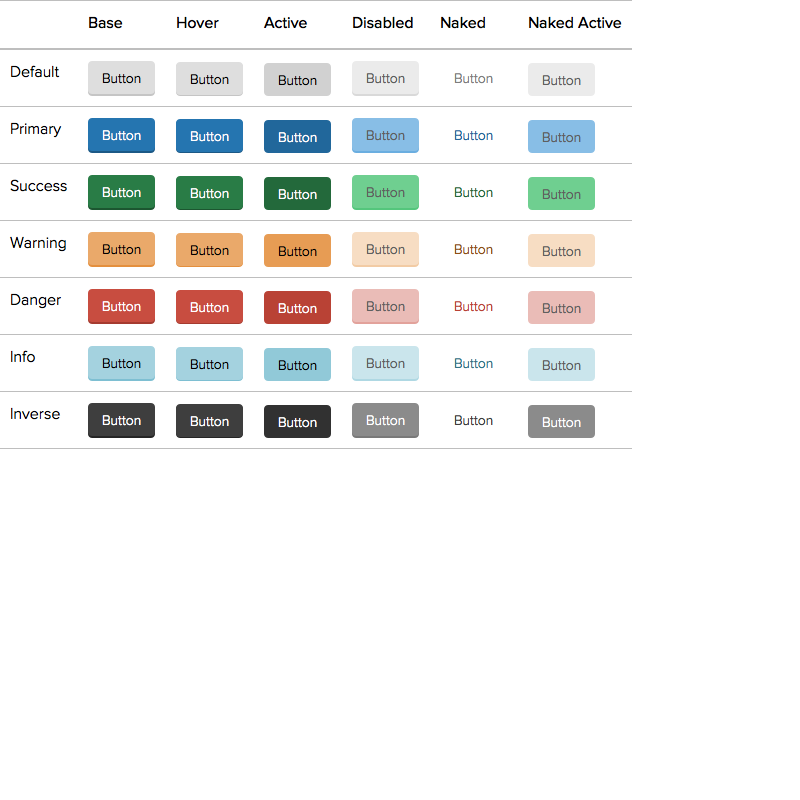 Base Hover Active Disabled Naked Naked Active
Default Button Button Button Button Button Button
Primary Button Button Button Button Button Button
Success Button Button Button Button Button Button
Warning Button Button Button Button Button Button
Danger Button Button Button Button Button Button
Info Button Button Button Button Button Button
Inverse Button Button Button Button Button Button